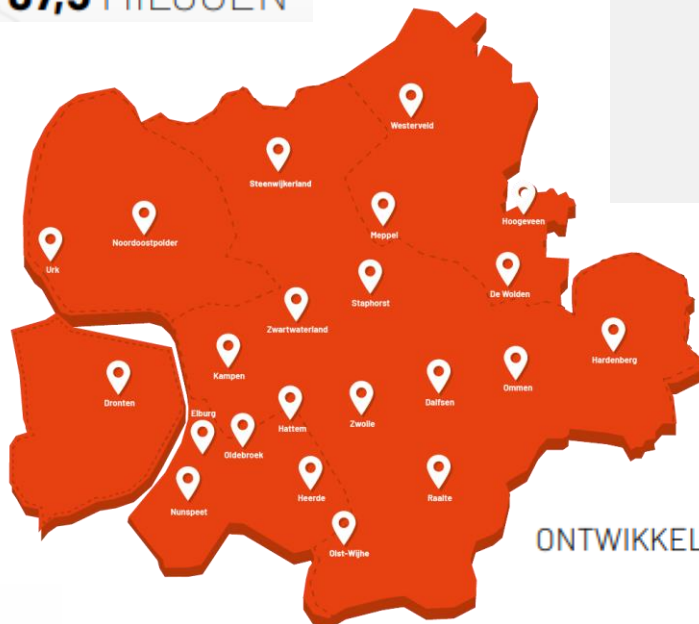 MILJOEN
Westerveld
Steenwijkerland
Hoogeveen
Meppel
Noordoostpolder
Urk
De Wolden
Staphorst
Zwartwaterland
Hardenberg
Kampen
Ommen
Dronten
Dalfsen
Elburg
Zwolle
Hattem
Oldebroek
Heerde
Raalte
Nunspeet
Olst-Wijhe
ONTWIKKEL